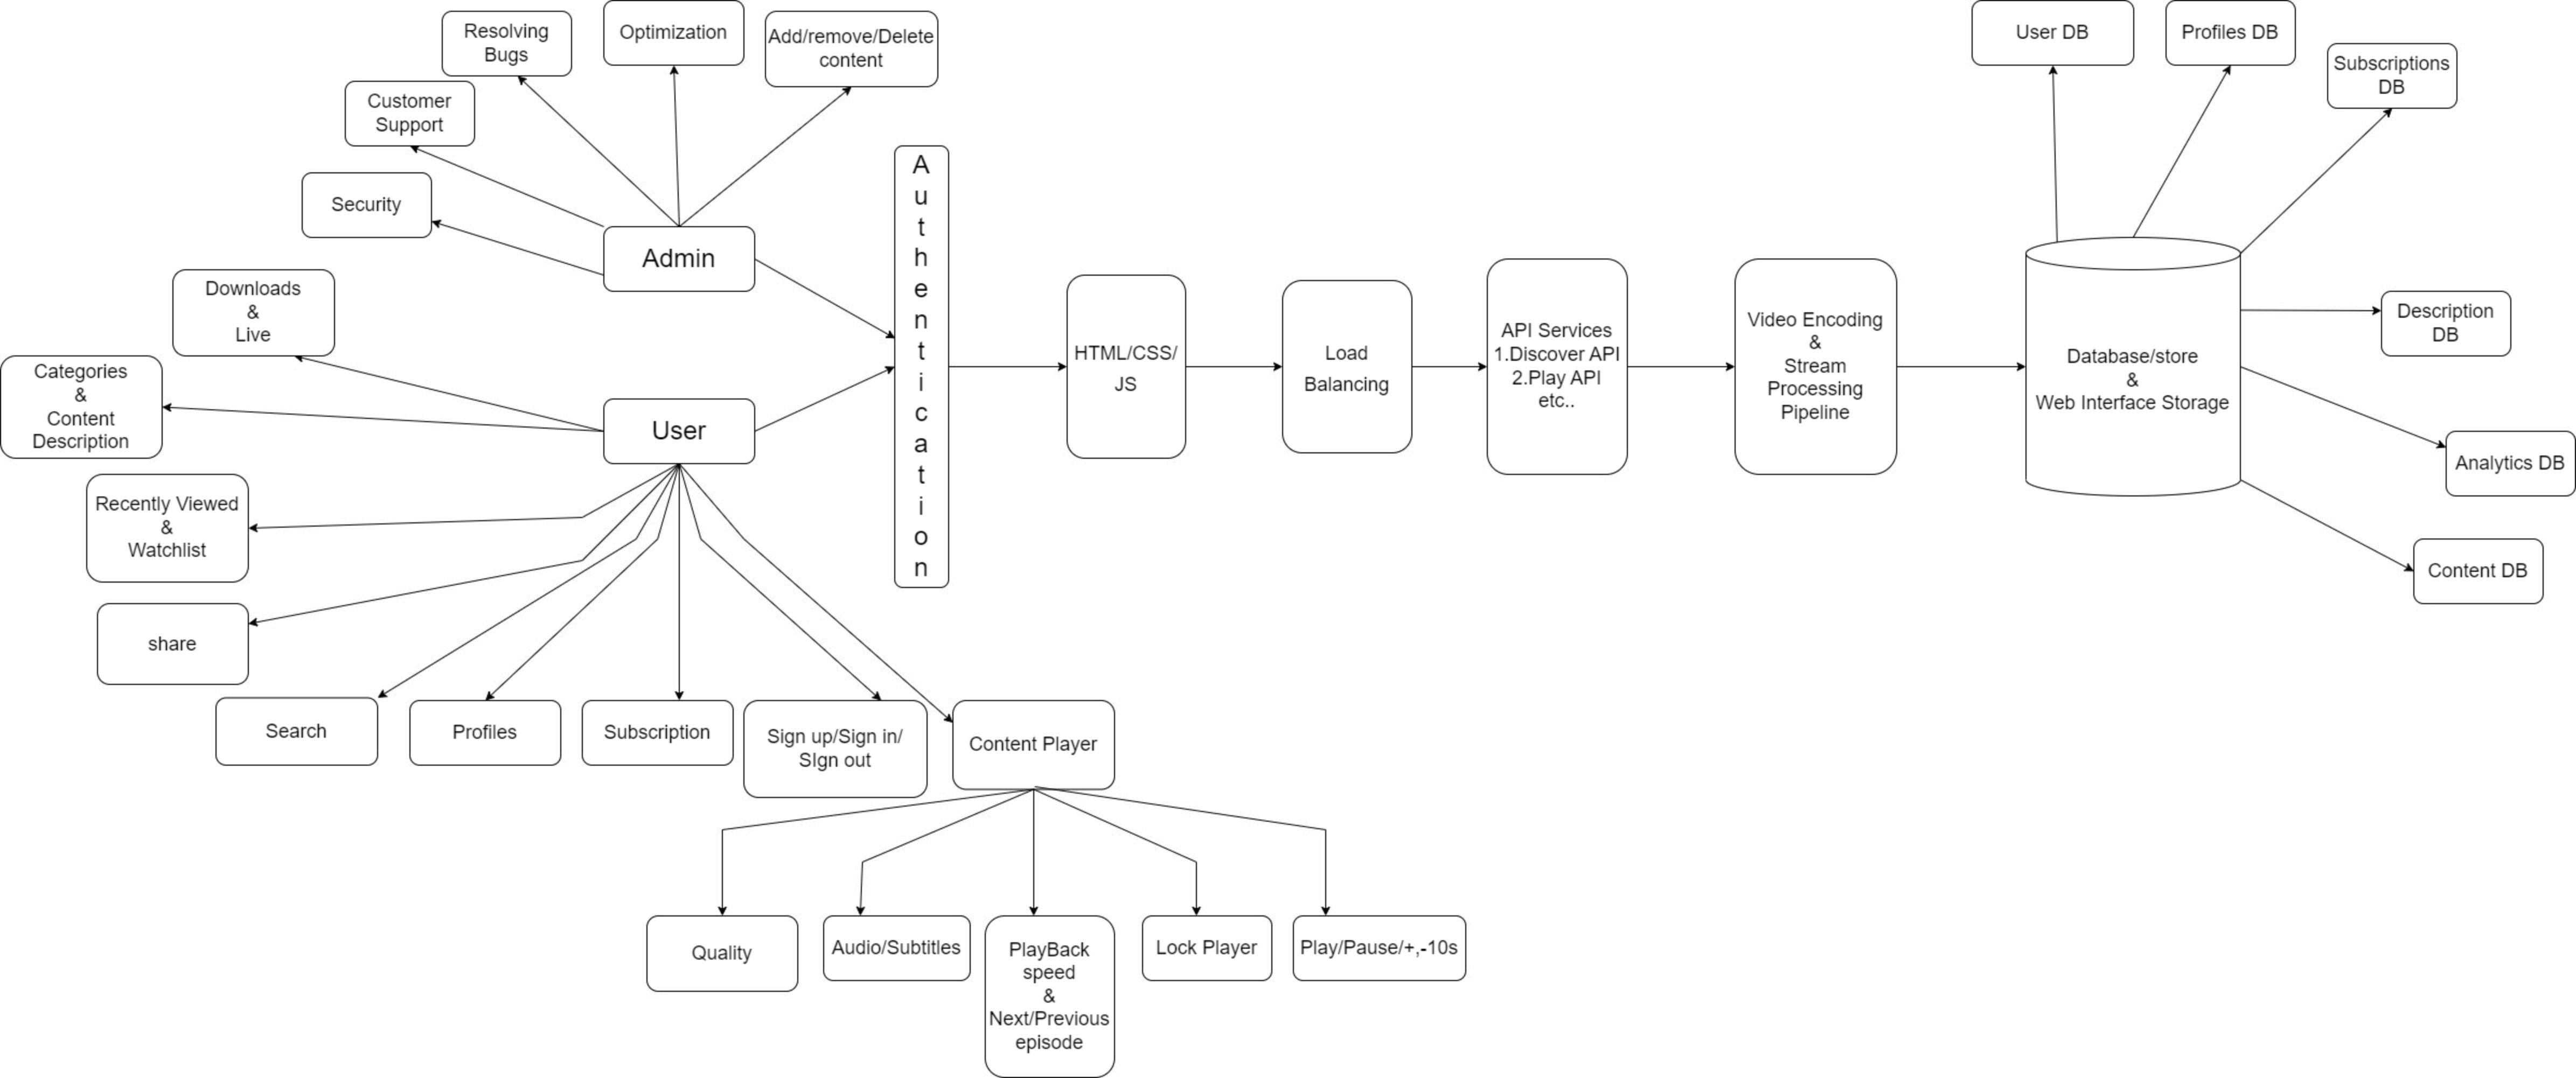 Resolving
Bugs
Optimization
Add/remove/Delete
content
User DB
Profiles DB
Subscriptions
DB
Customer
Support
Security
Admin
Authentication
Downloads
&
Live
Categories
&
Content
Description
User
HTML/CSS/
JS
Load
Balancing
API Services
1.Discover API
2.Play API
etc..
Video Encoding
&
Stream
Processing
Pipeline
Database/store
&
Web Interface Storage
Description
DB
Analytics DB
Content DB
Recently Viewed
&
Watchlist
share
Search
Profiles
Subscription
Sign up/Sign in/
SIgn out
Content Player
Quality
Audio/Subtitles
PlayBack
speed
&
Next/Previous
episode
Lock Player
Play/Pause/+,-10s